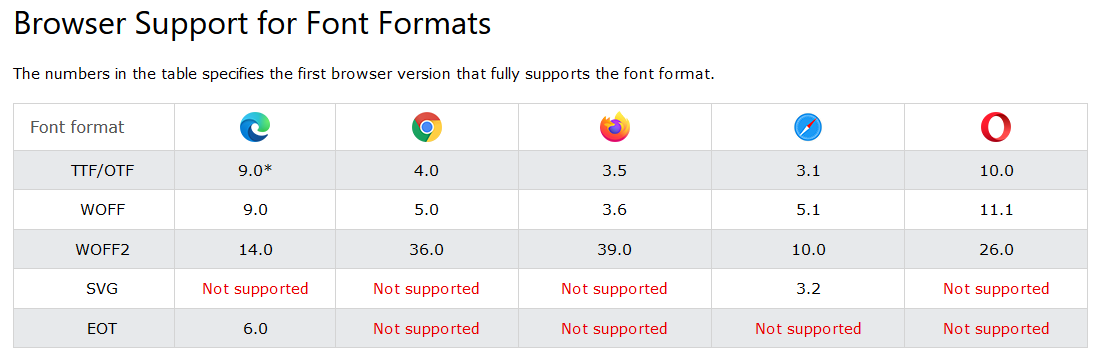 Browser Support for Font Formats
The numbers in the table specifies the first browser version that fully supports the font format.
Font format
TTF/OTF 9.0* 4.0 3.5 3.1 10.0
WOFF 9.0 5.0 3.6 5.1 11.1
WOFF2 14.0 36.0 39.0 10.0 26.0
SVG Not supported Not supported Not supported 3.2 Not supported
EOT 6.0 Not supported Not supported Not supported Not supported